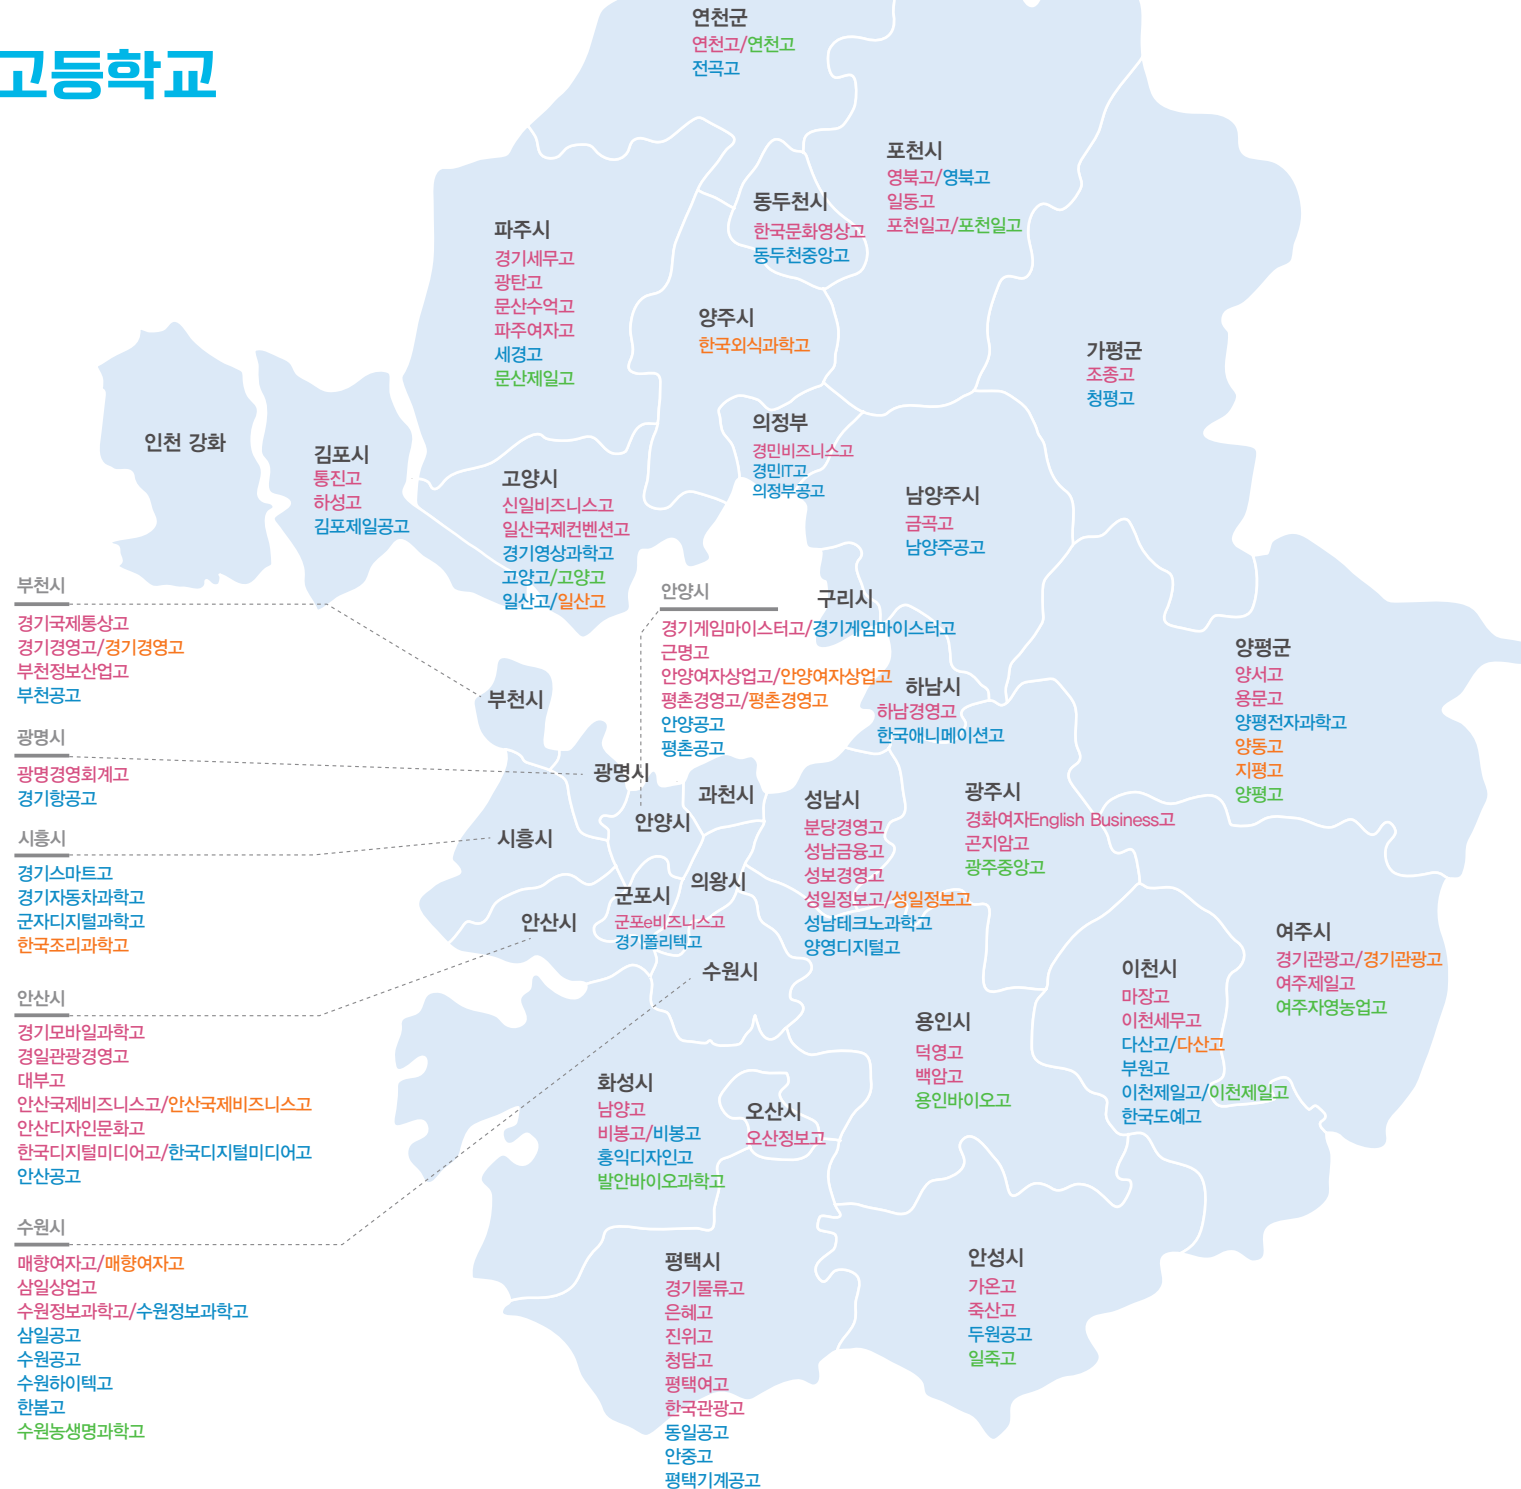 고등학교
연천군
연천고/연천고
전곡고
포천시
영북고/영북고
일동고
포천일고/포천일고
동두천시
한국문화영상고
동두천중앙고
파주시
경기세무고
광탄고
문산수억고
파주여자고
세경고
문산제일고
양주시
한국외식과학고
가평군
조종고
청평고
의정부
경민비즈니스고
경민IT고
의정부공고
인천 강화
김포시
통진고
하성고
김포제일공고
고양시
신일비즈니스고
일산국제컨벤션고
경기영상과학고
고양고/고양고
일산고/일산고
남양주시
금곡고
남양주공고
구리시
부천시
경기국제통상고
경기경영고/경기경영고
부천정보산업고
부천공고
안양시
경기게임마이스터고/경기게임마이스터고
근명고
안양여자상업고/안양여자상업고
평촌경영고/평촌경영고
안양공고
평촌공고
양평군
양서고
용문고
양평전자과학고
양동고
지평고
양평고
하남시
하남경영고
한국애니메이션고
부천시
광명시
광명경영회계고
경기항공고
광명시
과천시
안양시
성남시
분당경영고
성남금융고
성보경영고
성일정보고/성일정보고
성남테크노과학고
양영디지털고
광주시
경화여자English Business고
곤지암고
광주중앙고
시흥시
경기스마트고
경기자동차과학고
군자디지털과학고
한국조리과학고
시흥시
의왕시
군포시
군포e비즈니스고
경기폴리텍고
안산시
수원시
여주시
경기관광고/경기관광고
여주제일고
여주자영농업고
이천시
마장고
이천세무고
다산고/다산고
부원고
이천제일고/이천제일고
한국도예고
안산시
경기모바일과학고
경일관광경영고
대부고
안산국제비즈니스고/안산국제비즈니스고
안산디자인문화고
한국디지털미디어고/한국디지털미디어고
안산공고
용인시
덕영고
백암고
용인바이오고
화성시
남양고
비봉고/비봉고
홍익디자인고
발안바이오과학고
오산시
오산정보고
수원시
매향여자고/매향여자고
삼일상업고
수원정보과학고/수원정보과학고
삼일공고
수원공고
수원하이텍고
한봄고
수원농생명과학고
평택시
경기물류고
은혜고
진위고
청담고
평택여고
한국관광고
동일공고
안중고
평택기계공고
안성시
가온고
죽산고
두원공고
일죽고